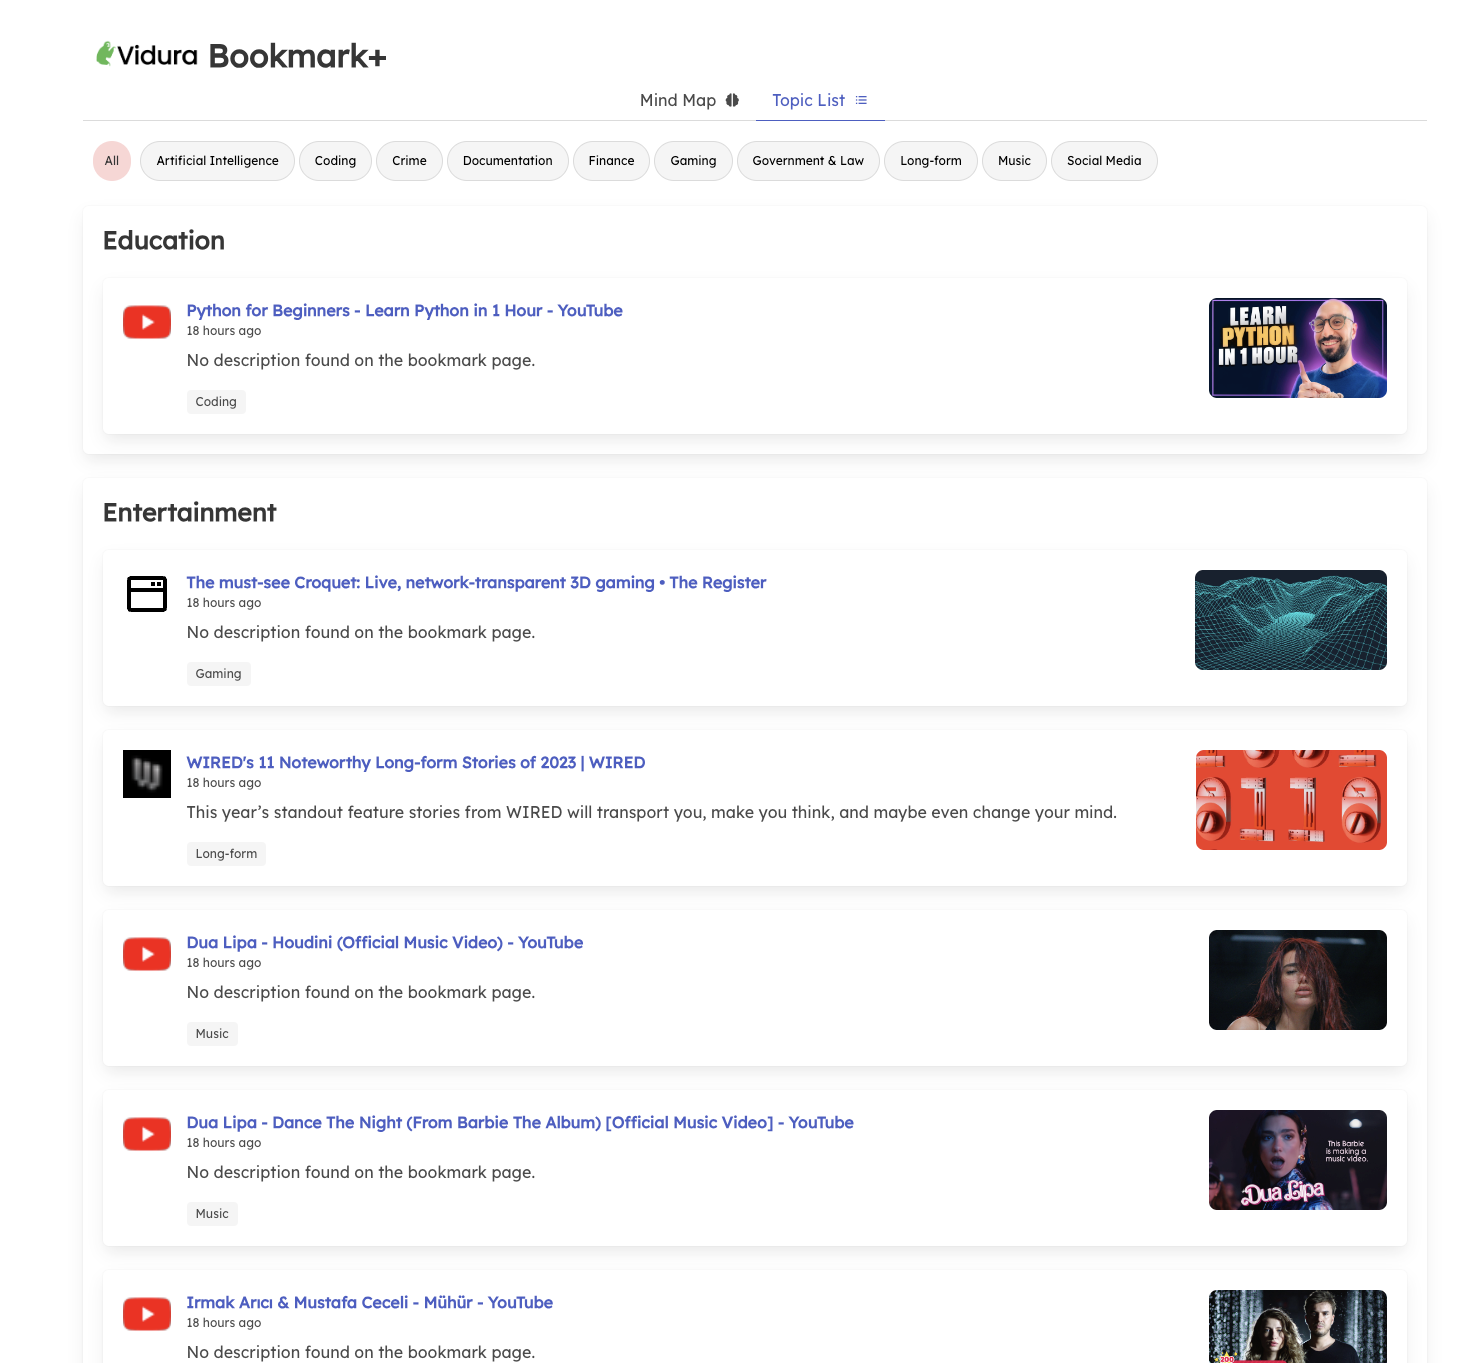 Vidura Bookmark+
Mind Map
Topic List
All
Artificial Intelligence
Coding
Crime
Documentation
Finance
Gaming
Government & Law
Long-form
Music
Social Media
Education
Python for Beginners - Learn Python in 1 Hour - YouTube
18 hours ago
No description found on the bookmark page.
Coding
LEARN
PYTHON
IN 1 HOUR
Entertainment
The must-see Croquet: Live, network-transparent 3D gaming • The Register
18 hours ago
No description found on the bookmark page.
Gaming
WIRED's 11 Noteworthy Long-form Stories of 2023 | WIRED
18 hours ago
This year’s standout feature stories from WIRED will transport you, make you think, and maybe even change your mind.
Long-form
Dua Lipa - Houdini (Official Music Video) - YouTube
18 hours ago
No description found on the bookmark page.
Music
Dua Lipa - Dance The Night (From Barbie The Album) [Official Music Video] - YouTube
18 hours ago
No description found on the bookmark page.
Music
This Barbie
is making a
music video.
Dua Lipa
Irmak Arıcı & Mustafa Ceceli - Mühür - YouTube
18 hours ago
No description found on the bookmark page.
200